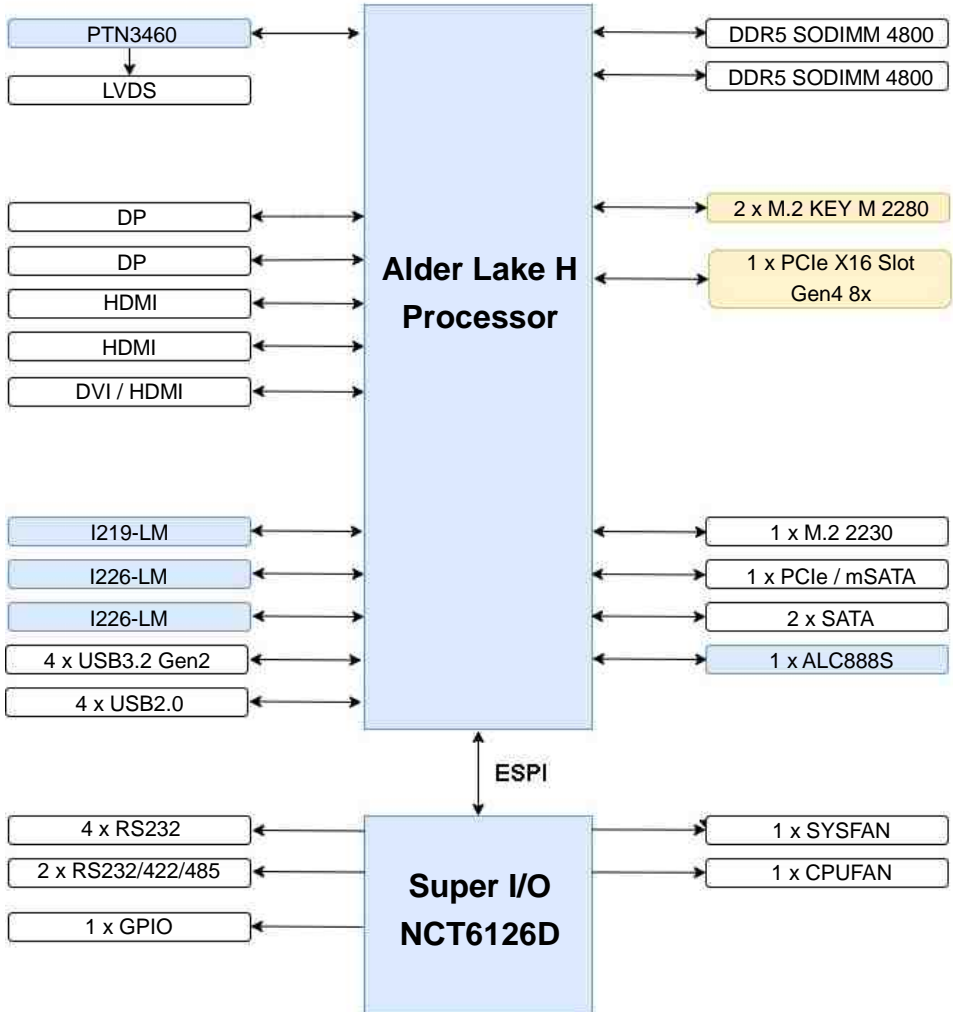 PTN3460
LVDS
DP
DP
HDMI
HDMI
DVI / HDMI
I219-LM
I226-LM
I226-LM
4 x USB3.2 Gen2
4 x USB2.0
Alder Lake H
Processor
DDR5 SODIMM 4800
DDR5 SODIMM 4800
2 x M.2 KEY M 2280
1 x PCIe X16 Slot
Gen4 8x
1 x M.2 2230
1 x PCIe / mSATA
2 x SATA
1 x ALC888S
ESPI
4 x RS232
2 x RS232/422/485
1 x GPIO
Super I/O
NCT6126D
1 x SYSFAN
1 x CPUFAN